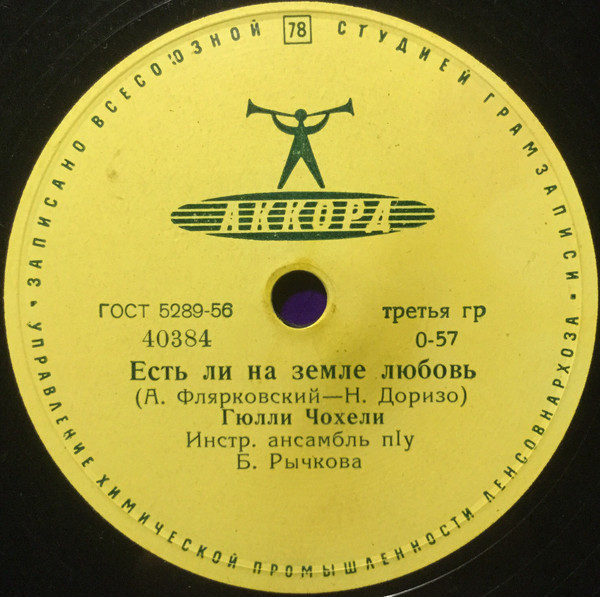 ЗАПИСАНО ВСЕСОЮЗНОЙ 78 СТУДИЕЙ ГРАМЗАПИСИ
АККОРД
ГОСТ 5289-56 третья гр
40384 0-57
Есть ли на земле любовь
(А. Флярковский—Н. Доризо)
Гюлли Чохели
Инстр. ансамбль пIу
Б. Рычкова
УПРАВЛЕНИЕ ХИМИЧЕСКОЙ ПРОМЫШЛЕННОСТИ ЛЕНСОВНАРХОЗА